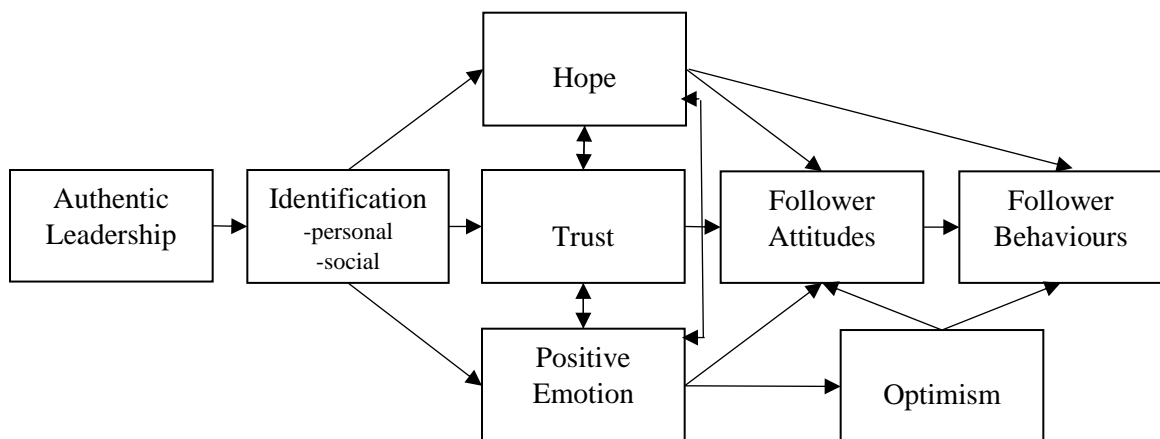 Hope
Authentic
Leadership
Identification
-personal
-social
Trust
Follower
Attitudes
Follower
Behaviours
Positive
Emotion
Optimism